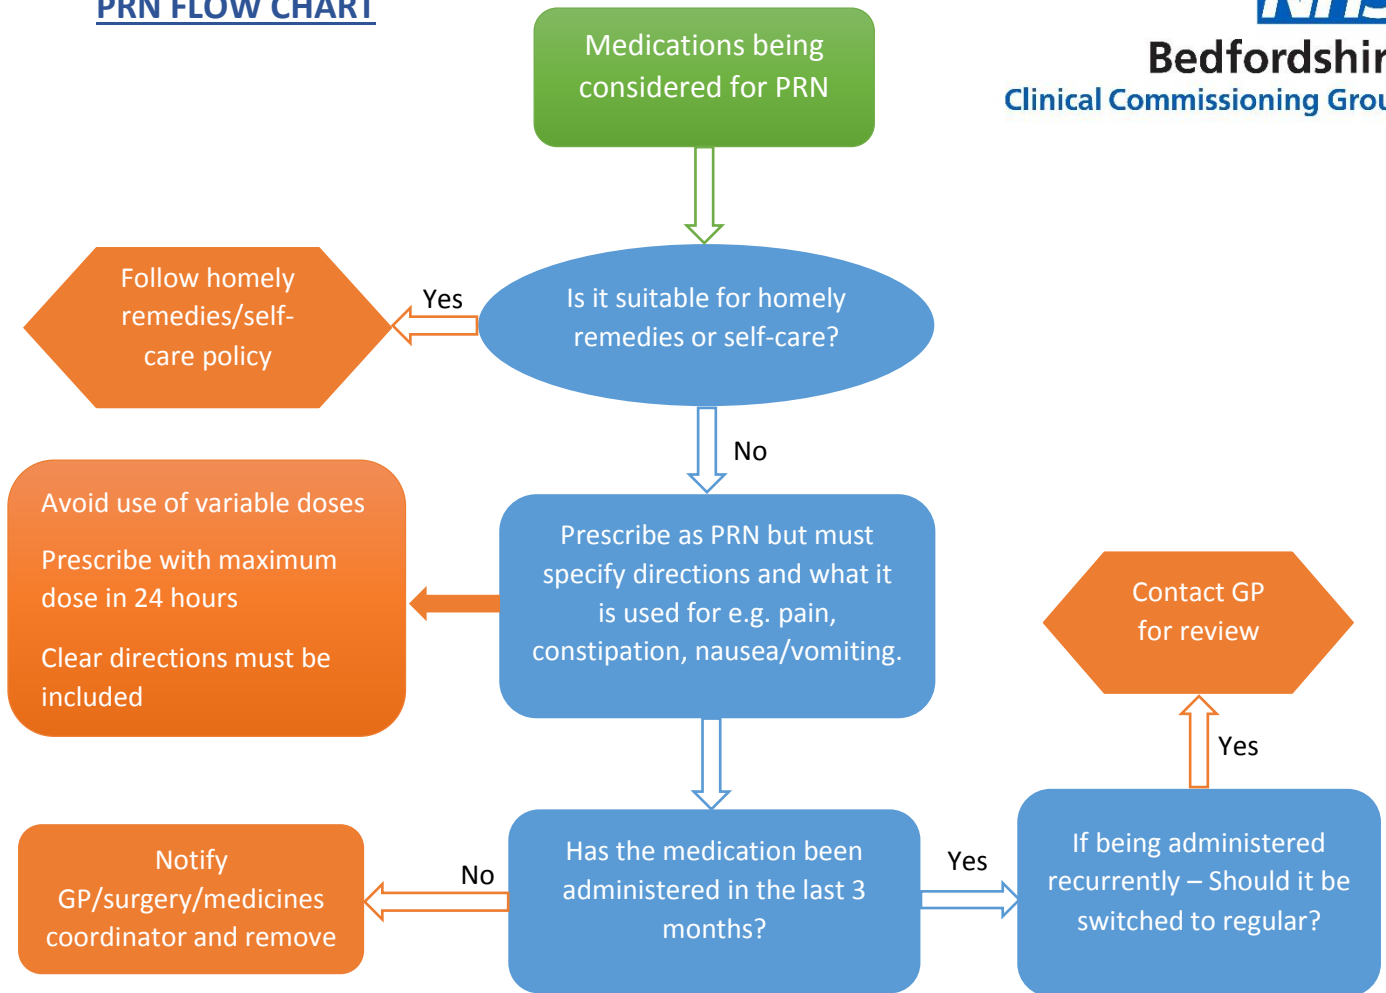 PRN FLOW CHART
NHS
Bedfordshir
Clinical Commissioning Grou
Medications being
considered for PRN
Is it suitable for homely
remedies or self-care?
Yes
Follow homely
remedies/self-
care policy
No
Prescribe as PRN but must
specify directions and what it
is used for e.g. pain,
constipation, nausea/vomiting.
Avoid use of variable doses
Prescribe with maximum
dose in 24 hours
Clear directions must be
included
Has the medication been
administered in the last 3
months?
No
Notify
GP/surgery/medicines
coordinator and remove
Yes
If being administered
recurrently – Should it be
switched to regular?
Yes
Contact GP
for review